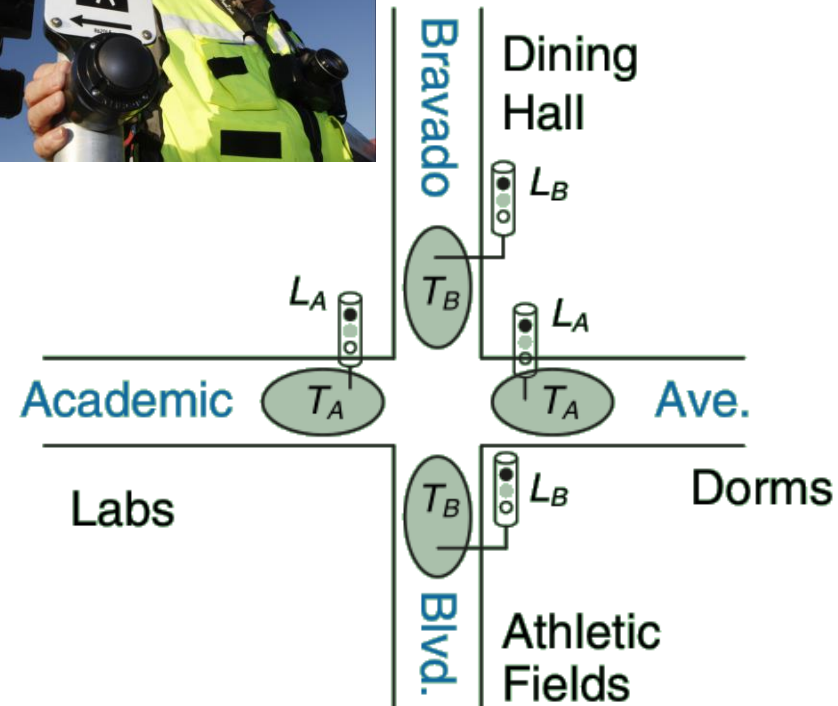 Bravado
Dining
Hall
L_B
T_B
L_A
L_A
Academic
T_A
T_A
Ave.
Labs
T_B
L_B
Dorms
Blvd.
Athletic
Fields